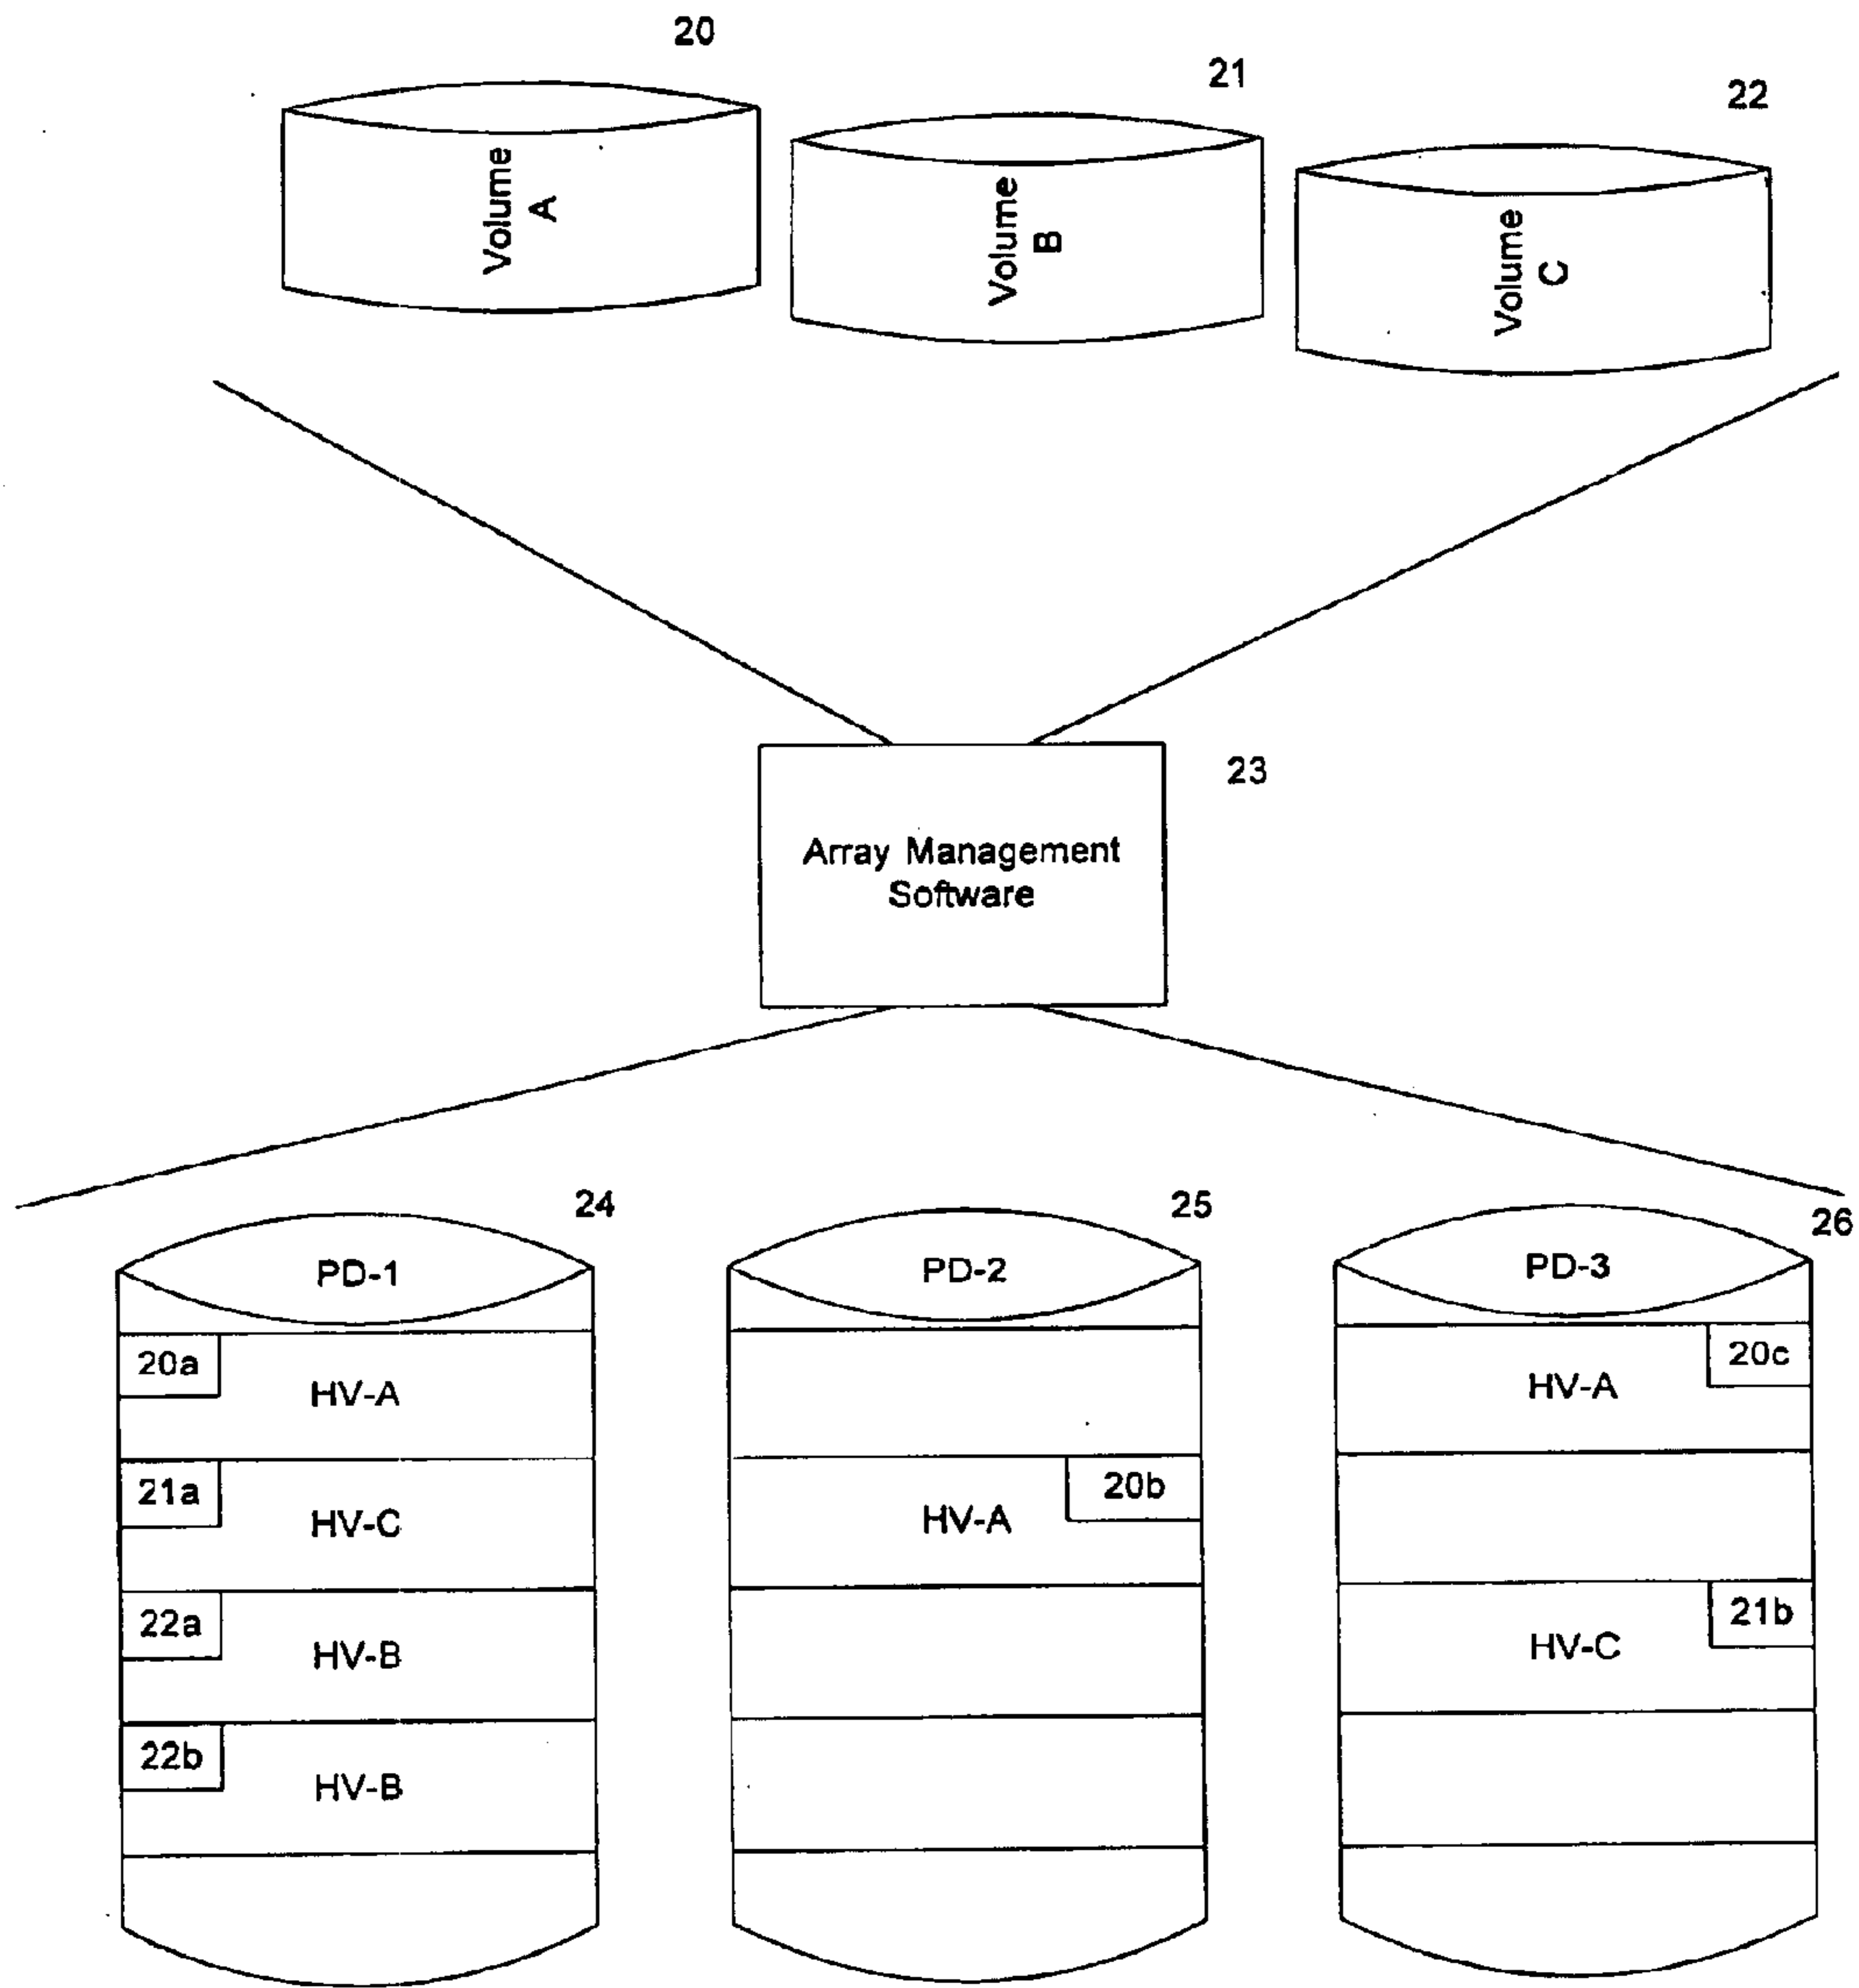 20
21
22
Volume
A
Volume
B
Volume
C
23
Array Management
Software
24
25
26
PD-1
PD-2
PD-3
20a
HV-A
20c
HV-A
21a
HV-C
20b
HV-A
22a
HV-B
21b
HV-C
22b
HV-B